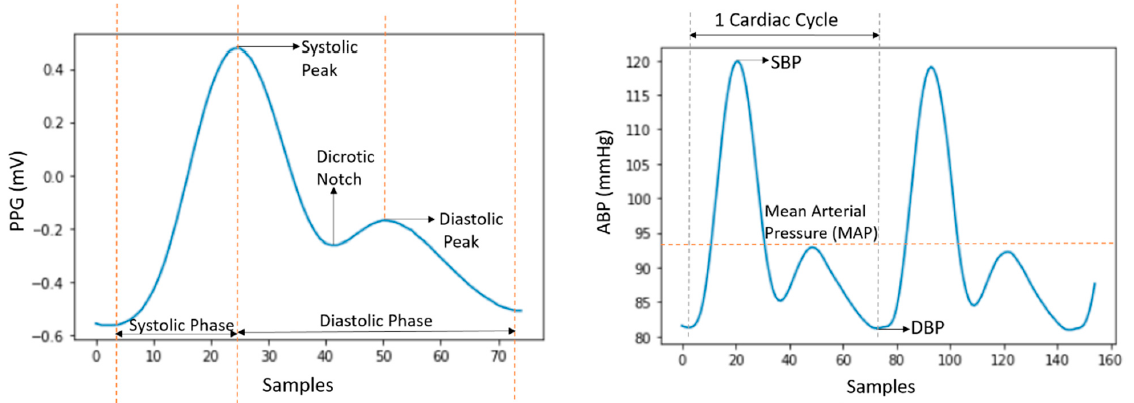 Systolic
Peak
Dicrotic
Notch
Diastolic
Peak
Systolic Phase
Diastolic Phase
PPG (mV)
0.4
0.2
0.0
−0.2
−0.4
−0.6
0 10 20 30 40 50 60 70
Samples
1 Cardiac Cycle
SBP
Mean Arterial
Pressure (MAP)
DBP
ABP (mmHg)
120
115
110
105
100
95
90
85
80
0 20 40 60 80 100 120 140 160
Samples